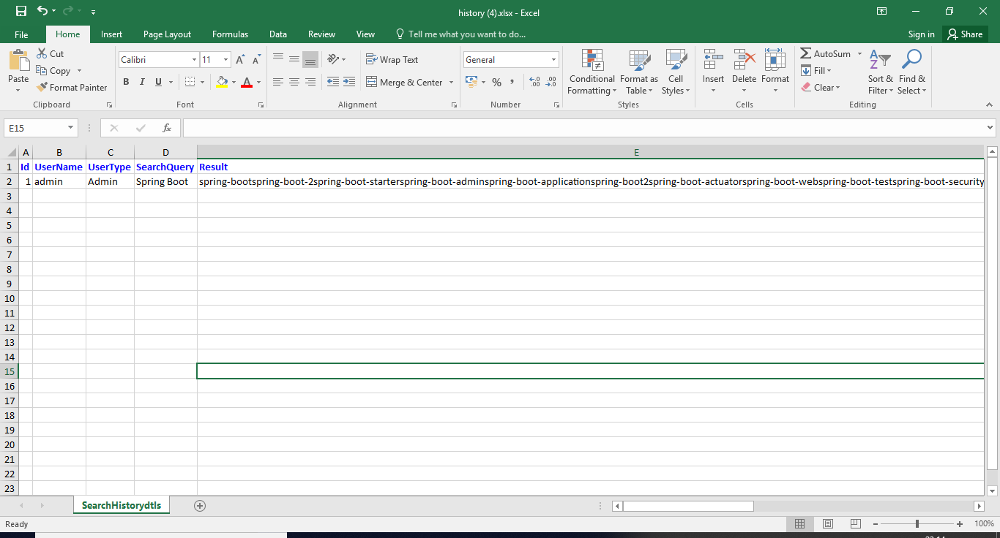 history (4).xlsx - Excel
File Home Insert Page Layout Formulas Data Review View Tell me what you want to do... Sign in Share
Cut
Copy
Format Painter
Paste
Clipboard
Calibri 11
B I U
Font
Wrap Text
Merge & Center
Alignment
General
Number
Conditional Formatting
Format as Table
Cell Styles
Styles
Insert Delete Format
Cells
AutoSum
Fill
Clear
Sort & Filter
Find & Select
Editing
E15
fx
A B C D E
1 Id UserName UserType SearchQuery Result
2 1 admin Admin Spring Boot spring-bootspring-boot-2spring-boot-starterspring-boot-adminspring-boot-applicationspring-boot2spring-boot-actuatorspring-boot-webspring-boot-testspring-boot-security
3
4
5
6
7
8
9
10
11
12
13
14
15
16
17
18
19
20
21
22
23
SearchHistorydtls
Ready
100%